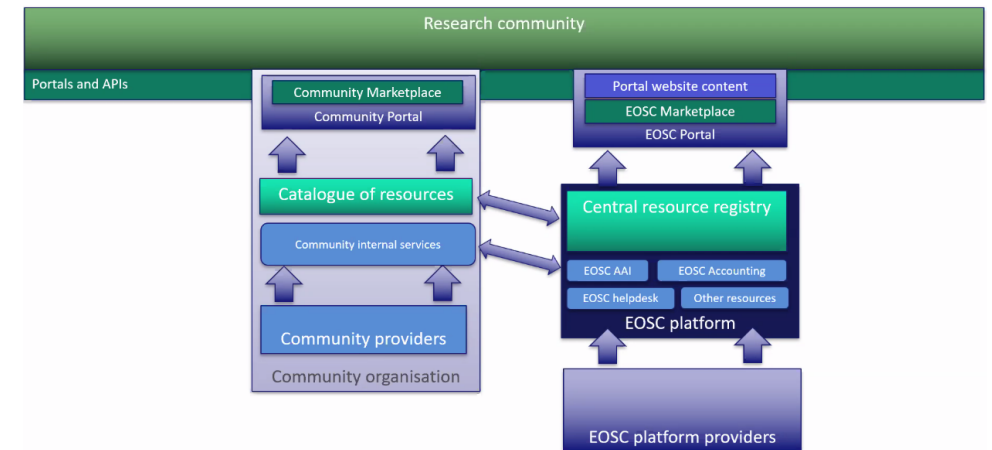 Research community
Portals and APIs
Community Marketplace
Community Portal
Catalogue of resources
Community internal services
Community providers
Community organisation
Portal website content
EOSC Marketplace
EOSC Portal
Central resource registry
EOSC AAI
EOSC Accounting
EOSC helpdesk
Other resources
EOSC platform
EOSC platform providers